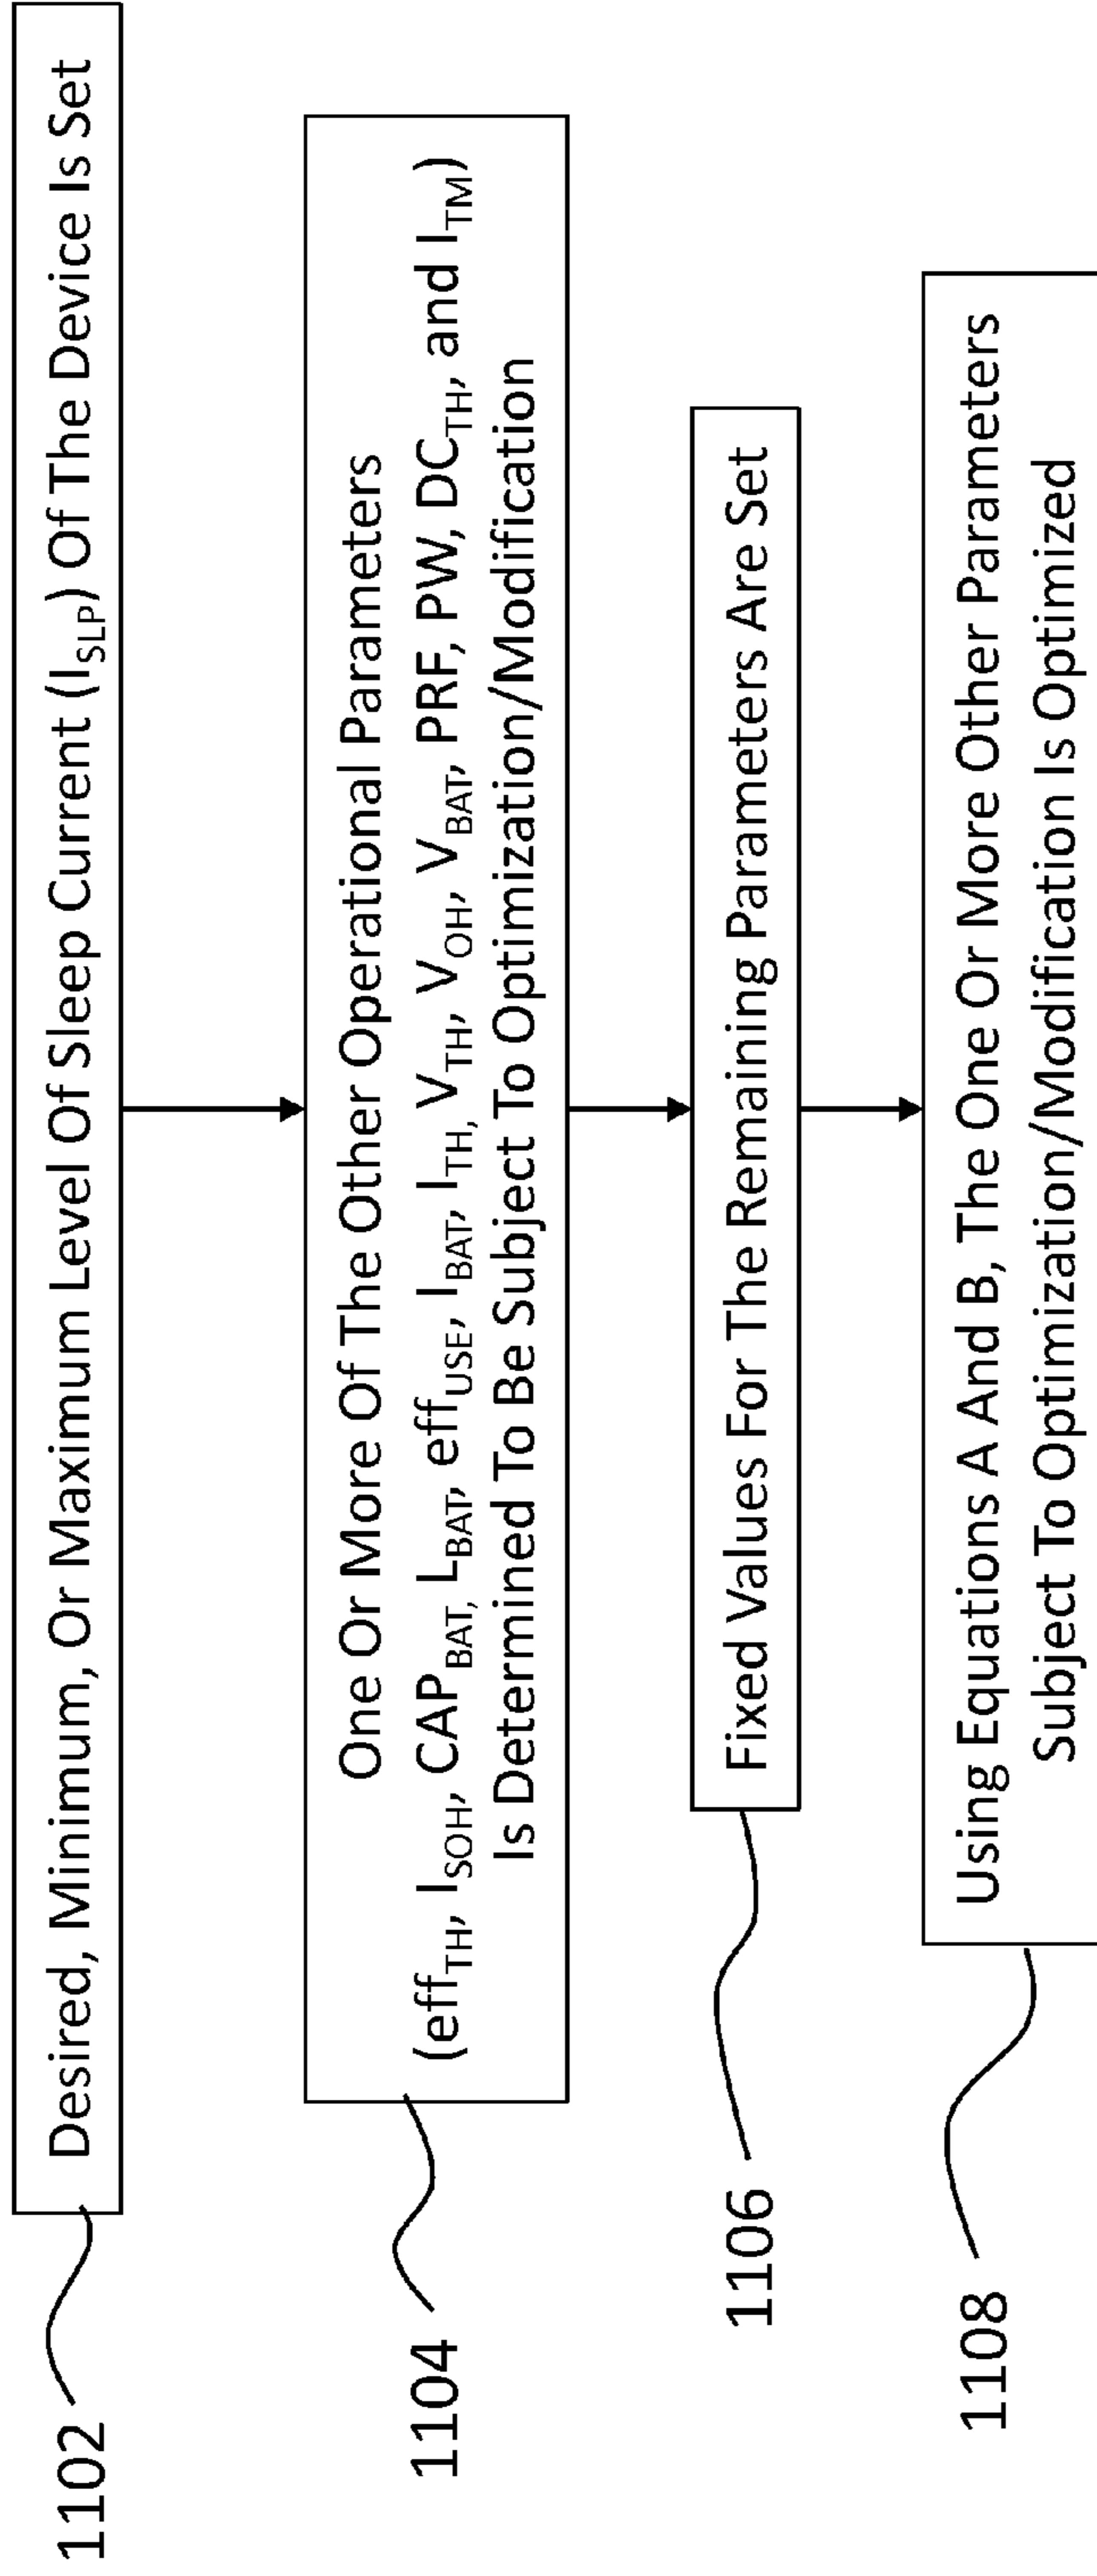 1102
Desired, Minimum, Or Maximum Level Of Sleep Current (I_SLP) Of The Device Is Set
1104
One Or More Of The Other Operational Parameters
(eff_TH, I_SOH, CAP_BAT, L_BAT, eff_USE, I_BAT, I_TH, V_TH, V_OH, V_BAT, PRF, PW, DC_TH, and I_TM)
Is Determined To Be Subject To Optimization/Modification
1106
Fixed Values For The Remaining Parameters Are Set
1108
Using Equations A And B, The One Or More Other Parameters
Subject To Optimization/Modification Is Optimized